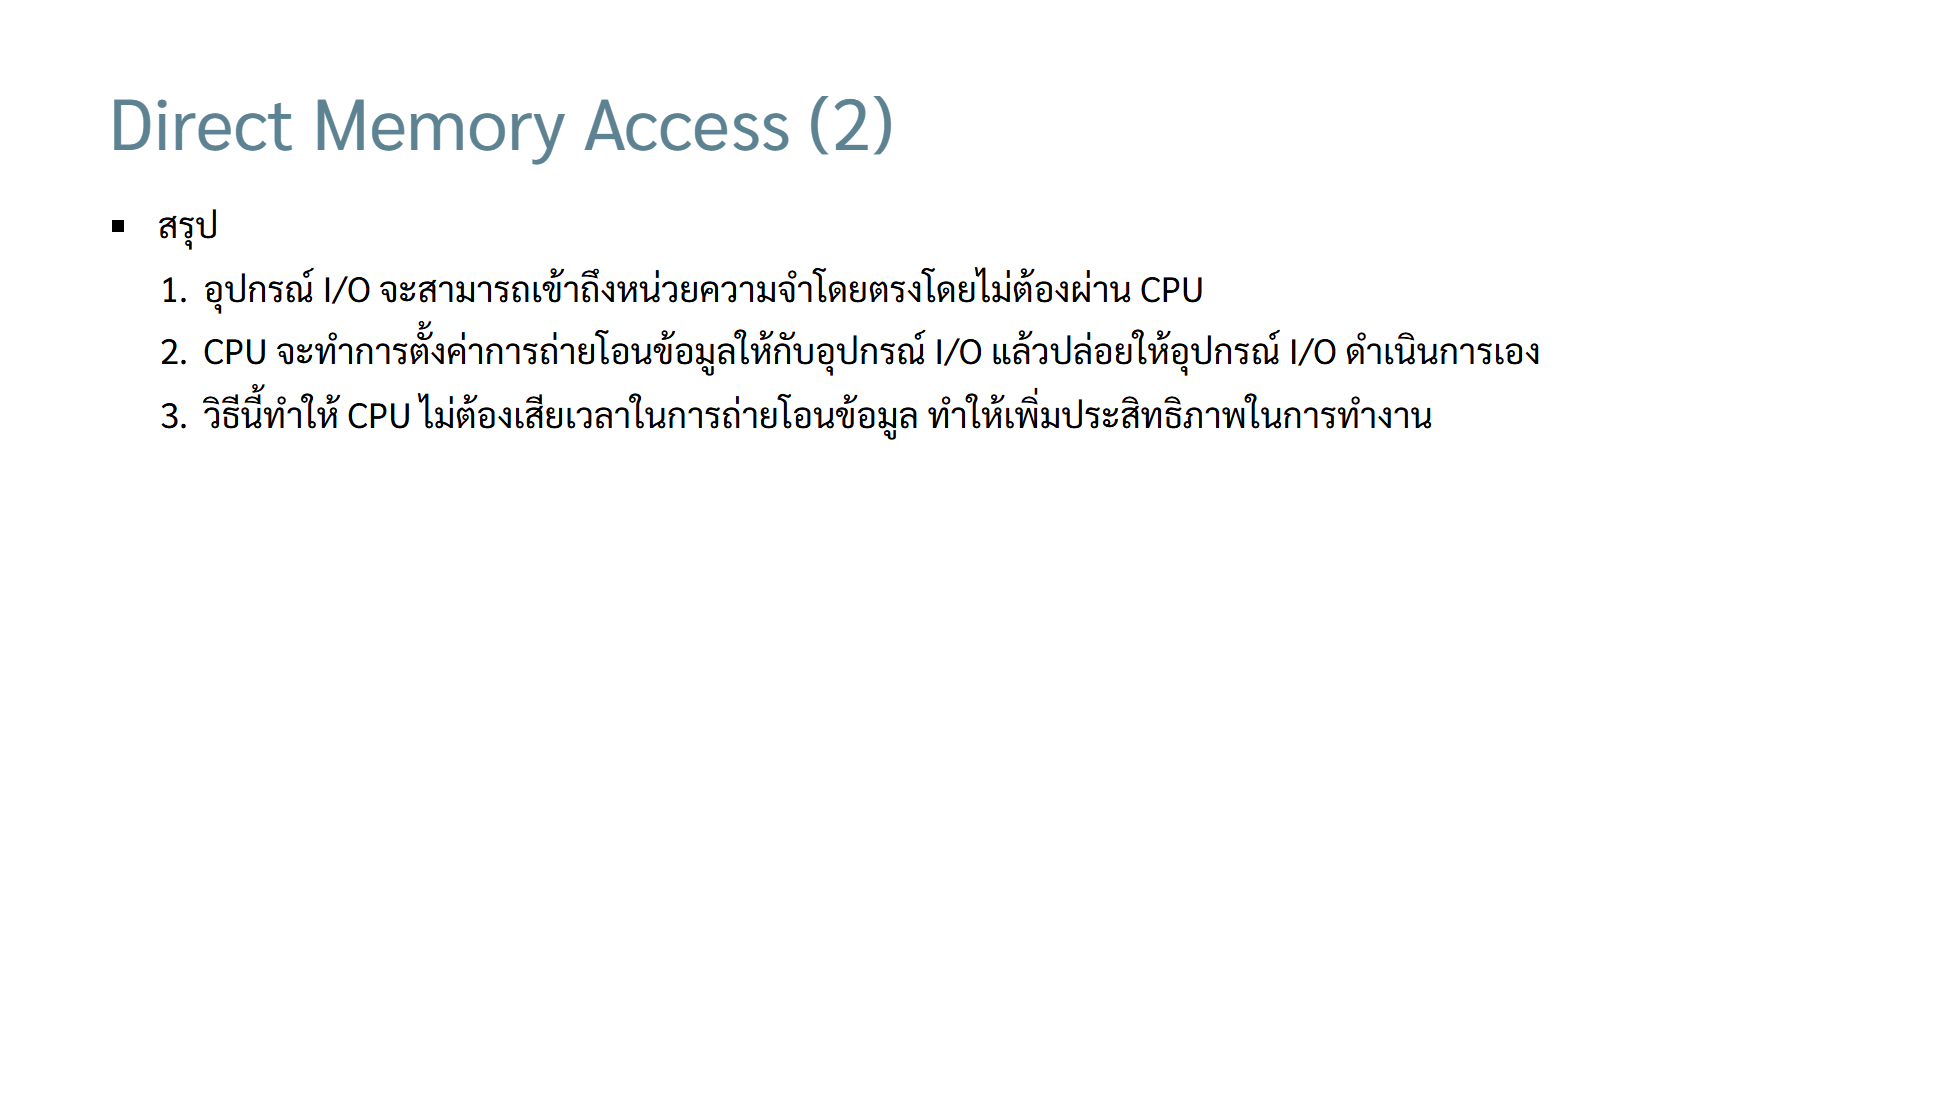 Direct Memory Access (2)
▪ สรุป
1. อุปกรณ์ I/O จะสามารถเข้าถึงหน่วยความจำโดยตรงโดยไม่ต้องผ่าน CPU
2. CPU จะทำการตั้งค่าการถ่ายโอนข้อมูลให้กับอุปกรณ์ I/O แล้วปล่อยให้อุปกรณ์ I/O ดำเนินการเอง
3. วิธีนี้ทำให้ CPU ไม่ต้องเสียเวลาในการถ่ายโอนข้อมูล ทำให้เพิ่มประสิทธิภาพในการทำงาน